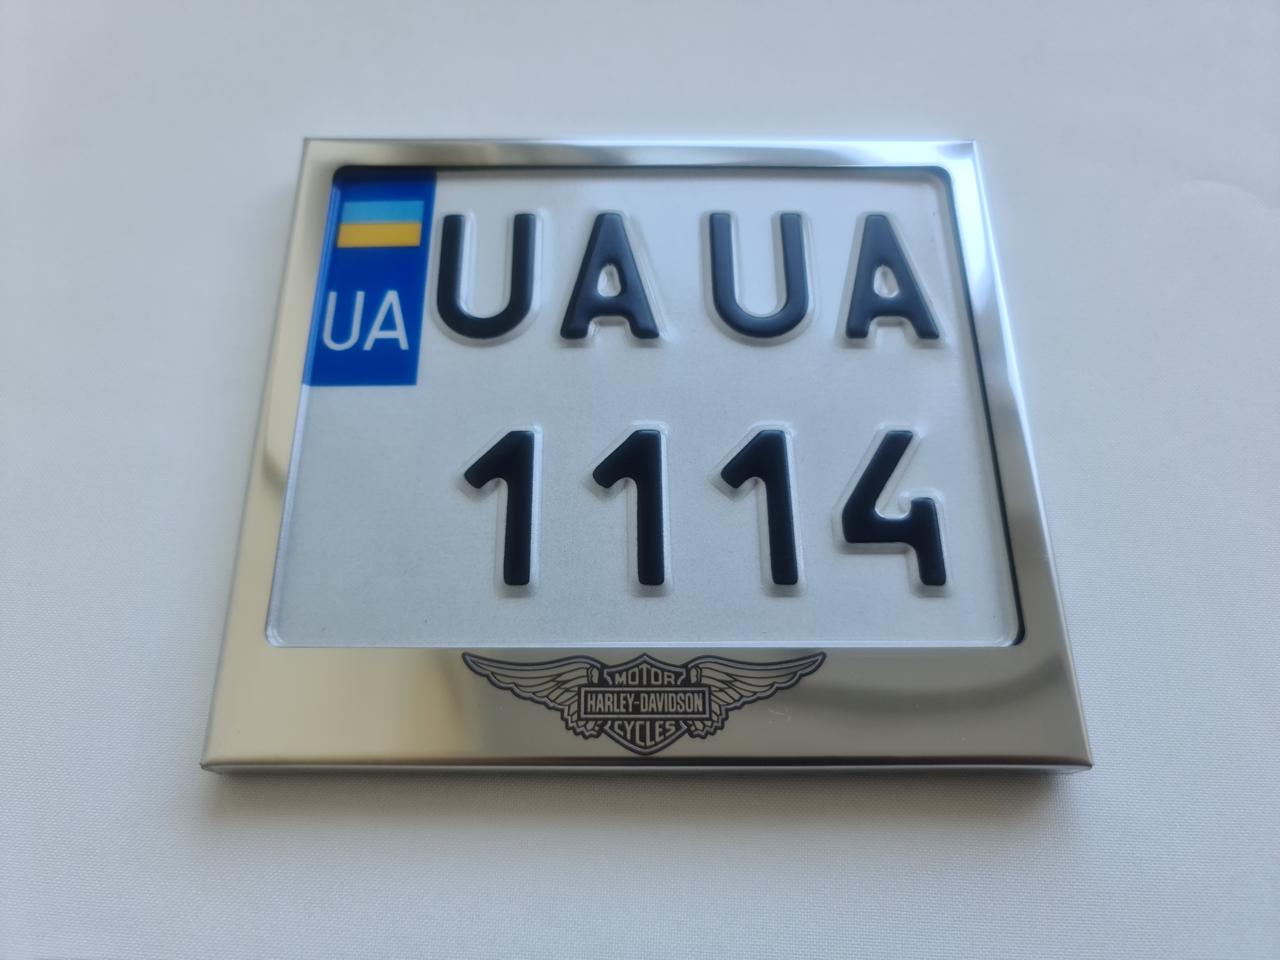 UA
UAUA
1114
MOTOR
HARLEY-DAVIDSON
CYCLES